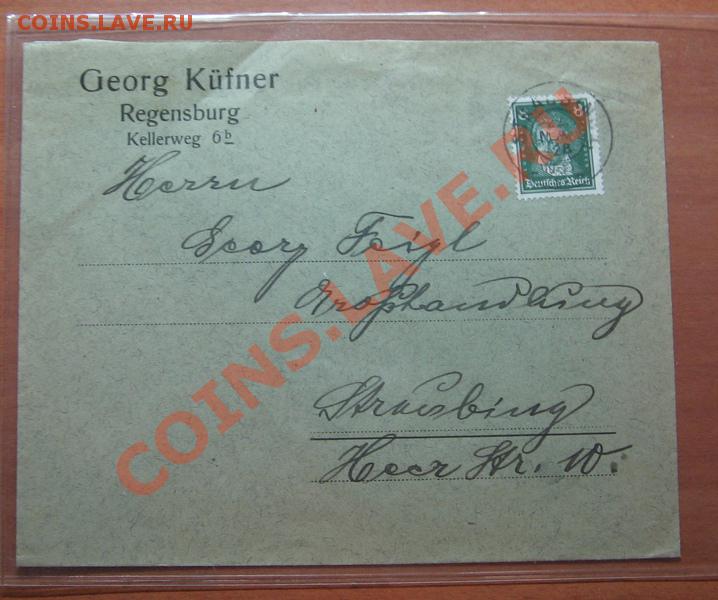 COINS.LAVE.RU
Georg Küfner
Regensburg
Kellerweg 6b
Deutsches Reich
Herrn
Georg Feigl
Großhandlung
Straubing
Heer Str. 10.
COINS.LAVE.RU